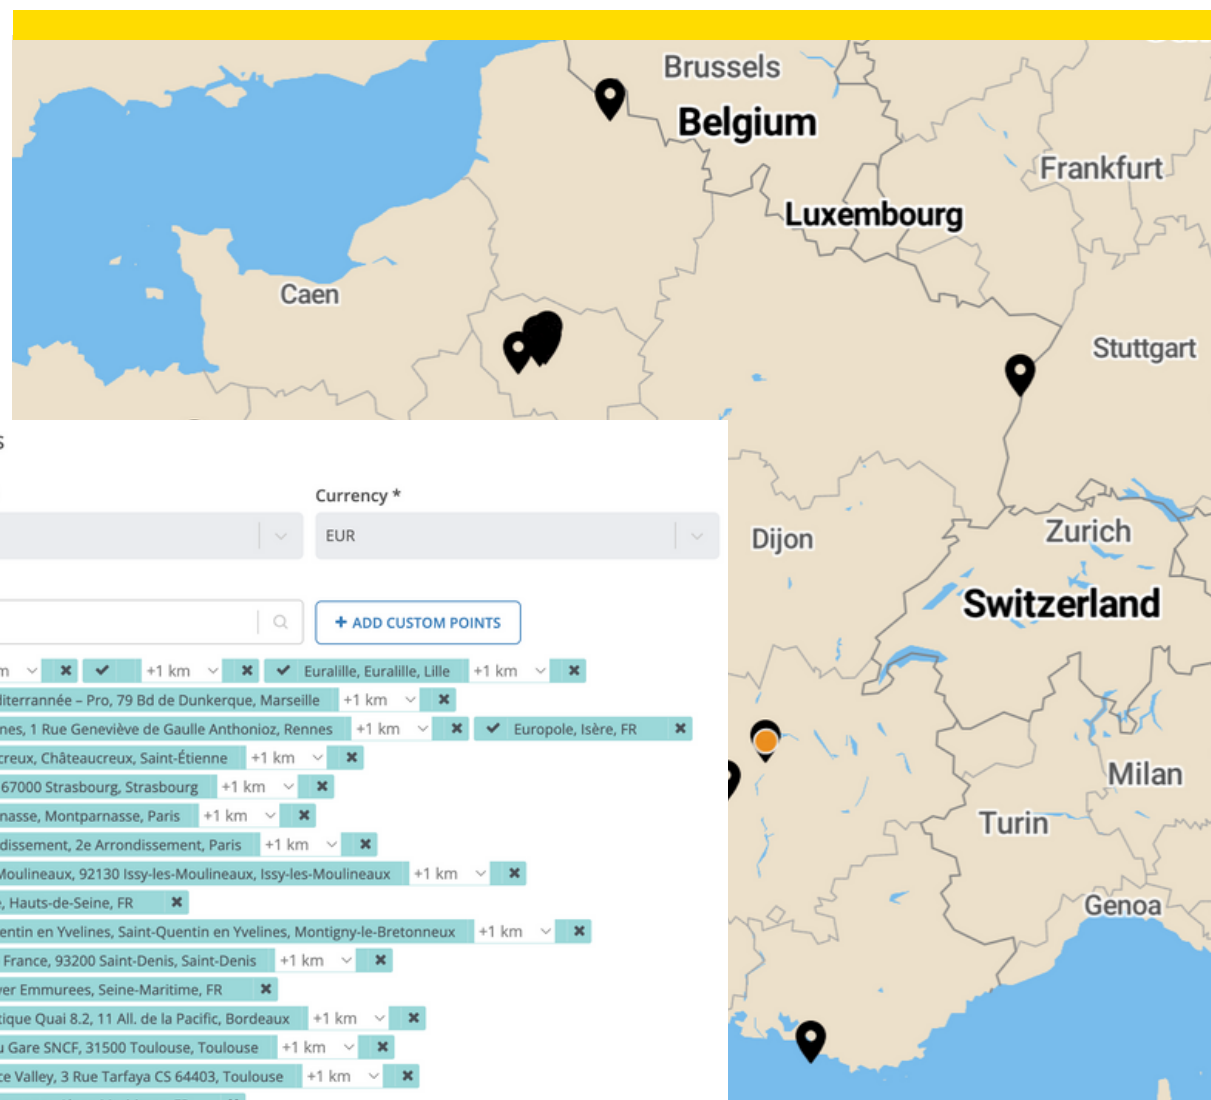 Brussels
Belgium
Frankfurt
Luxembourg
Caen
Stuttgart
Dijon
Zurich
Switzerland
Milan
Turin
Genoa
s
Currency *
EUR
+ ADD CUSTOM POINTS
m +1 km Euralille, Euralille, Lille +1 km
diterrannée – Pro, 79 Bd de Dunkerque, Marseille +1 km
nes, 1 Rue Geneviève de Gaulle Anthonioz, Rennes +1 km Europole, Isère, FR
creux, Châteaucreux, Saint-Étienne +1 km
67000 Strasbourg, Strasbourg +1 km
nasse, Montparnasse, Paris +1 km
dissement, 2e Arrondissement, Paris +1 km
Moulineaux, 92130 Issy-les-Moulineaux, Issy-les-Moulineaux +1 km
e, Hauts-de-Seine, FR
entin en Yvelines, Saint-Quentin en Yvelines, Montigny-le-Bretonneux +1 km
France, 93200 Saint-Denis, Saint-Denis +1 km
ver Emmurees, Seine-Maritime, FR
tique Quai 8.2, 11 All. de la Pacific, Bordeaux +1 km
u Gare SNCF, 31500 Toulouse, Toulouse +1 km
ce Valley, 3 Rue Tarfaya CS 64403, Toulouse +1 km